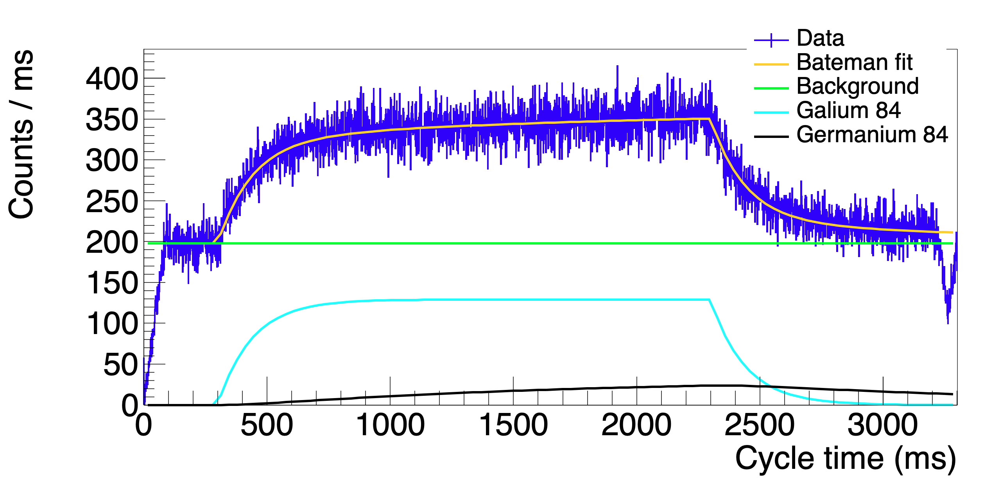 Counts / ms
Data
Bateman fit
Background
Galium 84
Germanium 84
400
350
300
250
200
150
100
50
0
0 500 1000 1500 2000 2500 3000
Cycle time (ms)